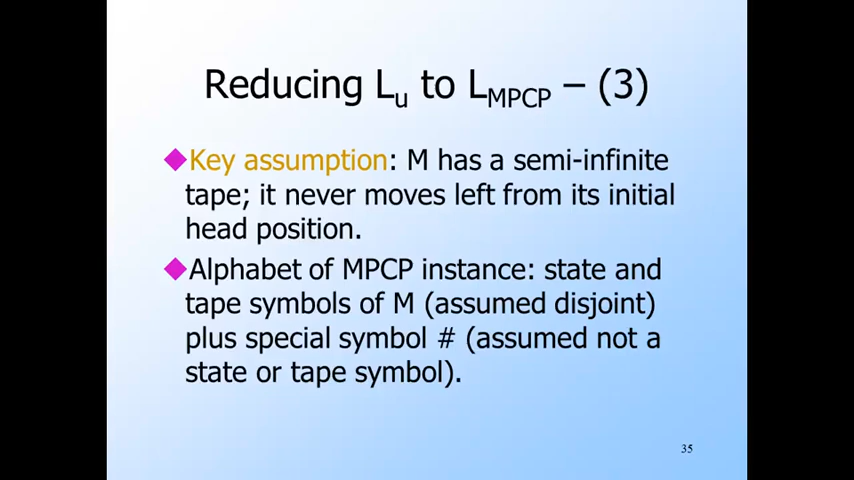 Reducing Lu to LMPCP – (3)
Key assumption: M has a semi-infinite
tape; it never moves left from its initial
head position.
Alphabet of MPCP instance: state and
tape symbols of M (assumed disjoint)
plus special symbol # (assumed not a
state or tape symbol).
35